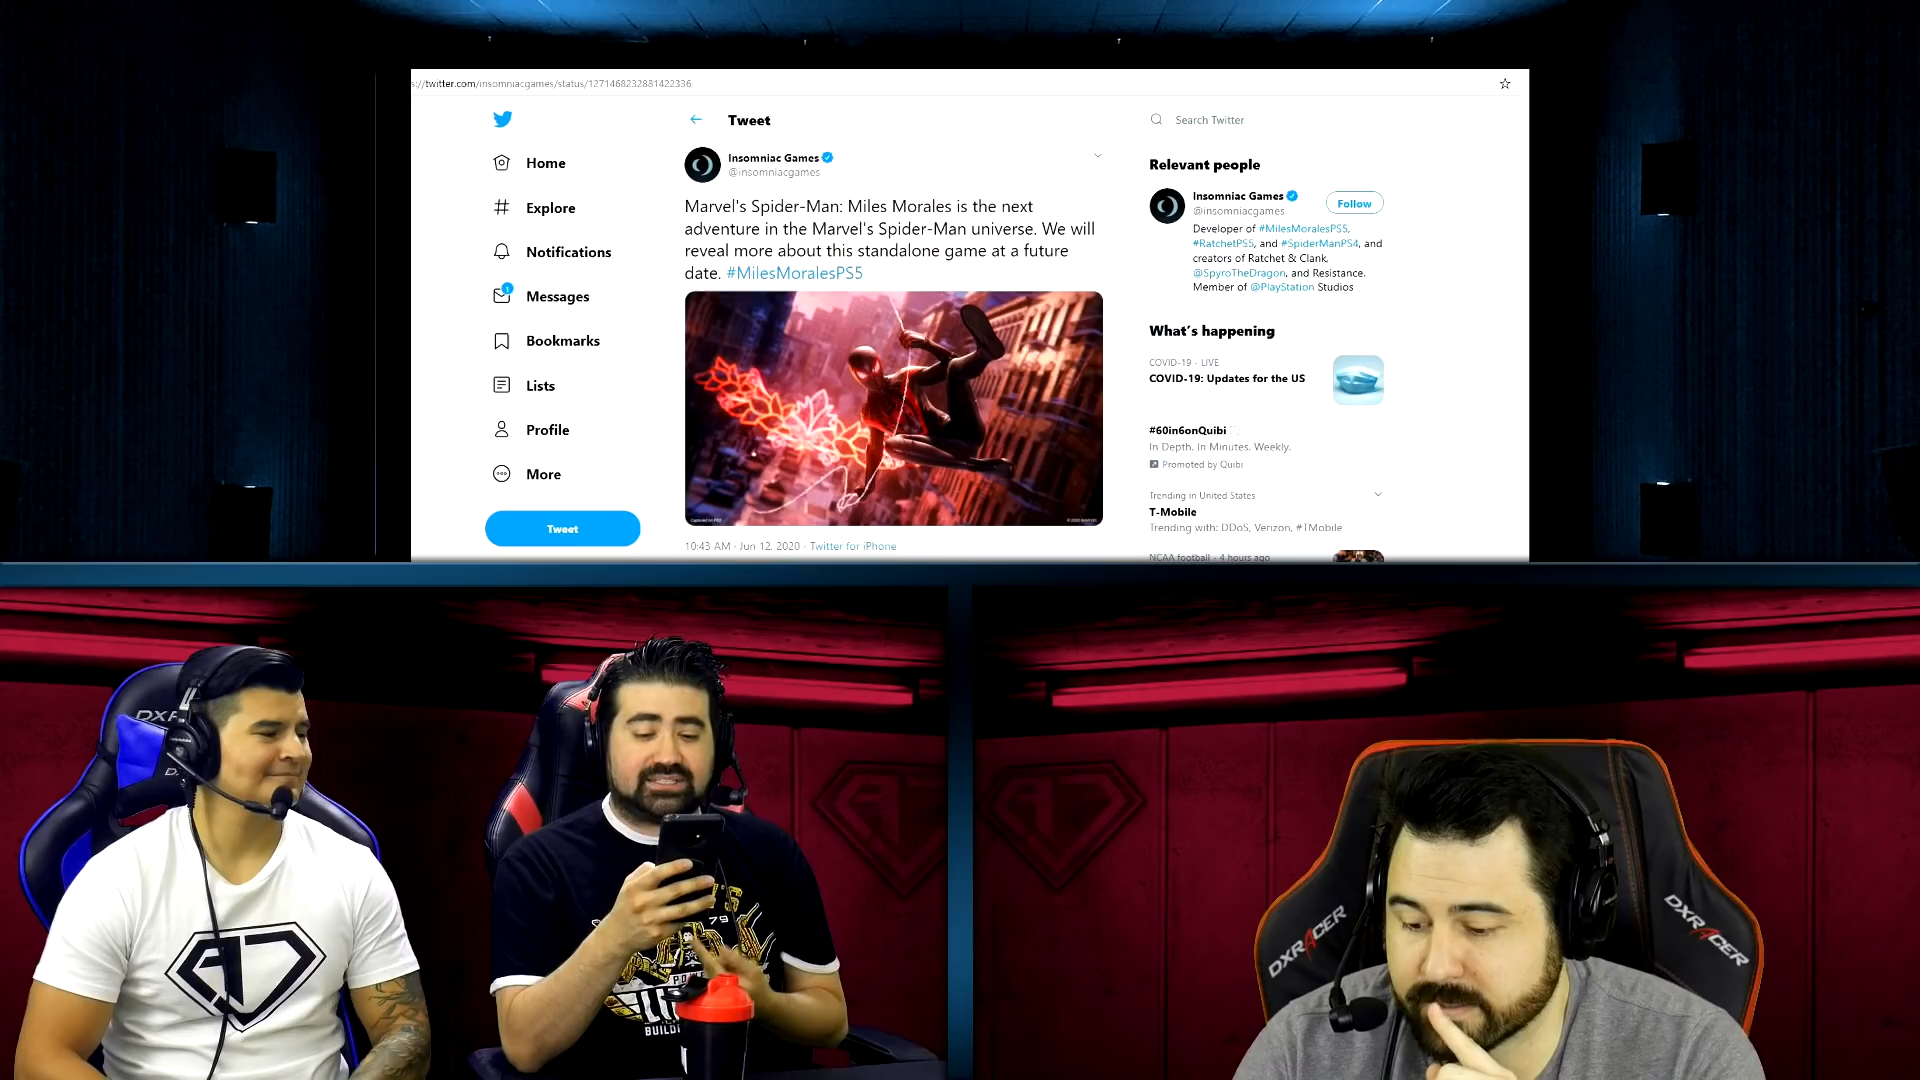 s://twitter.com/insomniacgames/status/1271468232881422336
Home
Explore
Notifications
1
Messages
Bookmarks
Lists
Profile
More
Tweet
Tweet
Insomniac Games
@insomniacgames
Marvel's Spider-Man: Miles Morales is the next
adventure in the Marvel's Spider-Man universe. We will
reveal more about this standalone game at a future
date. #MilesMoralesPS5
10:43 AM · Jun 12, 2020 · Twitter for iPhone
Search Twitter
Relevant people
Insomniac Games
@insomniacgames
Follow
Developer of #MilesMoralesPS5,
#RatchetPS5, and #SpiderManPS4, and
creators of Ratchet & Clank,
@SpyroTheDragon, and Resistance.
Member of @PlayStation Studios
What's happening
COVID-19 · LIVE
COVID-19: Updates for the US
#60in6onQuibi
In Depth. In Minutes. Weekly.
Promoted by Quibi
Trending in United States
T-Mobile
Trending with: DDoS, Verizon, #TMobile
NCAA football · 4 hours ago
DXR
79
BUILD
DXRACER
DXRACER